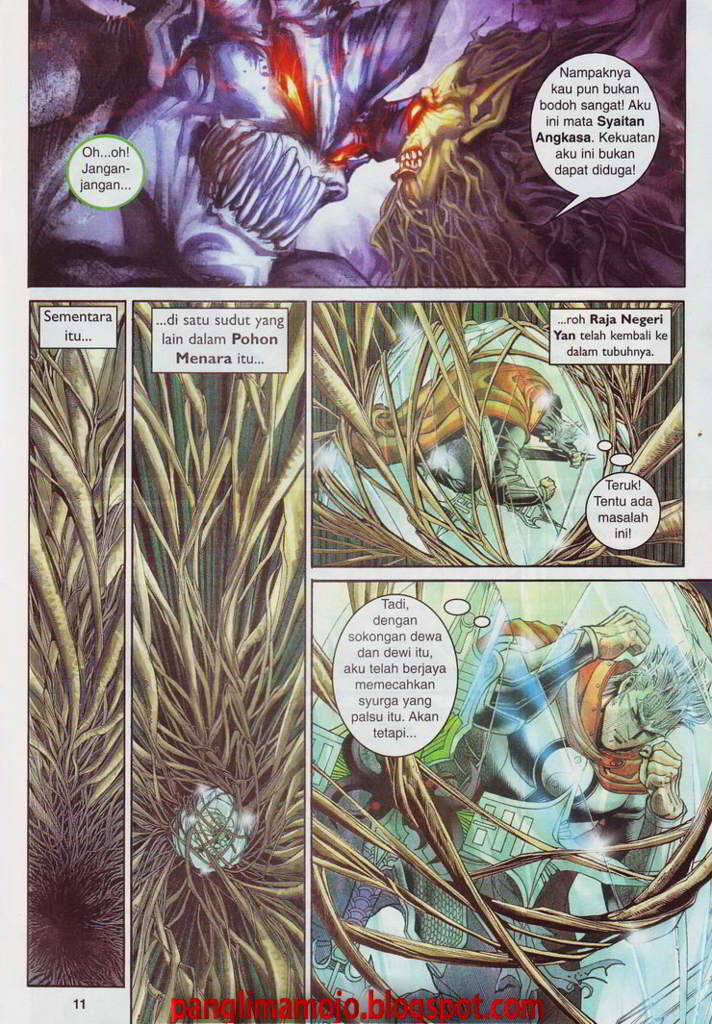 Oh...oh!
Jangan-
jangan...
Nampaknya
kau pun bukan
bodoh sangat! Aku
ini mata Syaitan
Angkasa. Kekuatan
aku ini bukan
dapat diduga!
Sementara
itu...
...di satu sudut yang
lain dalam Pohon
Menara itu...
...roh Raja Negeri
Yan telah kembali ke
dalam tubuhnya.
Teruk!
Tentu ada
masalah
ini!
Tadi,
dengan
sokongan dewa
dan dewi itu,
aku telah berjaya
memecahkan
syurga yang
palsu itu. Akan
tetapi...
11
panglimamojo.blogspot.com